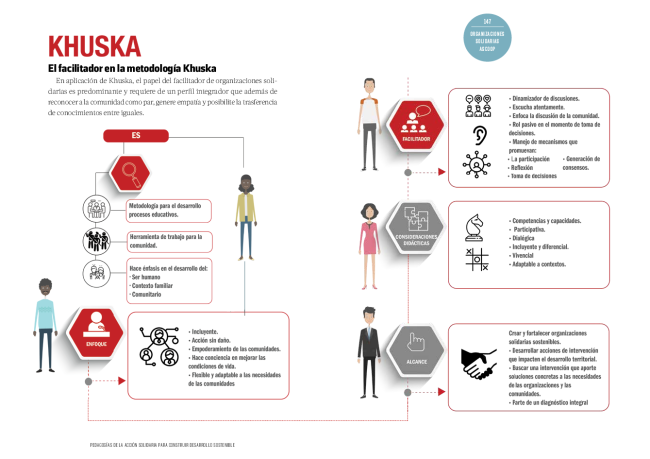 KHUSKA
El facilitador en la metodología Khuska
En aplicación de Khuska, el papel del facilitador de organizaciones soli-
darias es predominante y requiere de un perfil integrador que además de
reconocer a la comunidad como par, genere empatía y posibilite la trasferencia
de conocimientos entre iguales.
ES
Metodología para el desarrollo
procesos educativos.
Herramienta de trabajo para la
comunidad.
Hace énfasis en el desarrollo del:
• Ser humano
• Contexto familiar
• Comunitario
ENFOQUE
• Incluyente.
• Acción sin daño.
• Empoderamiento de las comunidades.
• Hace conciencia en mejorar las
condiciones de vida.
• Flexible y adaptable a las necesidades
de las comunidades
147
ORGANIZACIONES
SOLIDARIAS
AGCOOP
FACILITADOR
• Dinamizador de discusiones.
• Escucha atentamente.
• Enfoca la discusión de la comunidad.
• Rol pasivo en el momento de toma de
decisiones.
• Manejo de mecanismos que
promuevan:
• La participación
• Generación de
consensos.
• Reflexión
• Toma de decisiones
CONSIDERACIONES
DIDÁCTICAS
• Competencias y capacidades.
• Participativa.
• Dialógica
• Incluyente y diferencial.
• Vivencial
• Adaptable a contextos.
ALCANCE
Crear y fortalecer organizaciones
solidarias sostenibles.
• Desarrollar acciones de intervención
que impacten el desarrollo territorial.
• Buscar una intervención que aporte
soluciones concretas a las necesidades
de las organizaciones y las
comunidades.
• Parte de un diagnóstico integral
PEDAGOGÍAS DE LA ACCIÓN SOLIDARIA PARA CONSTRUIR DESARROLLO SOSTENIBLE